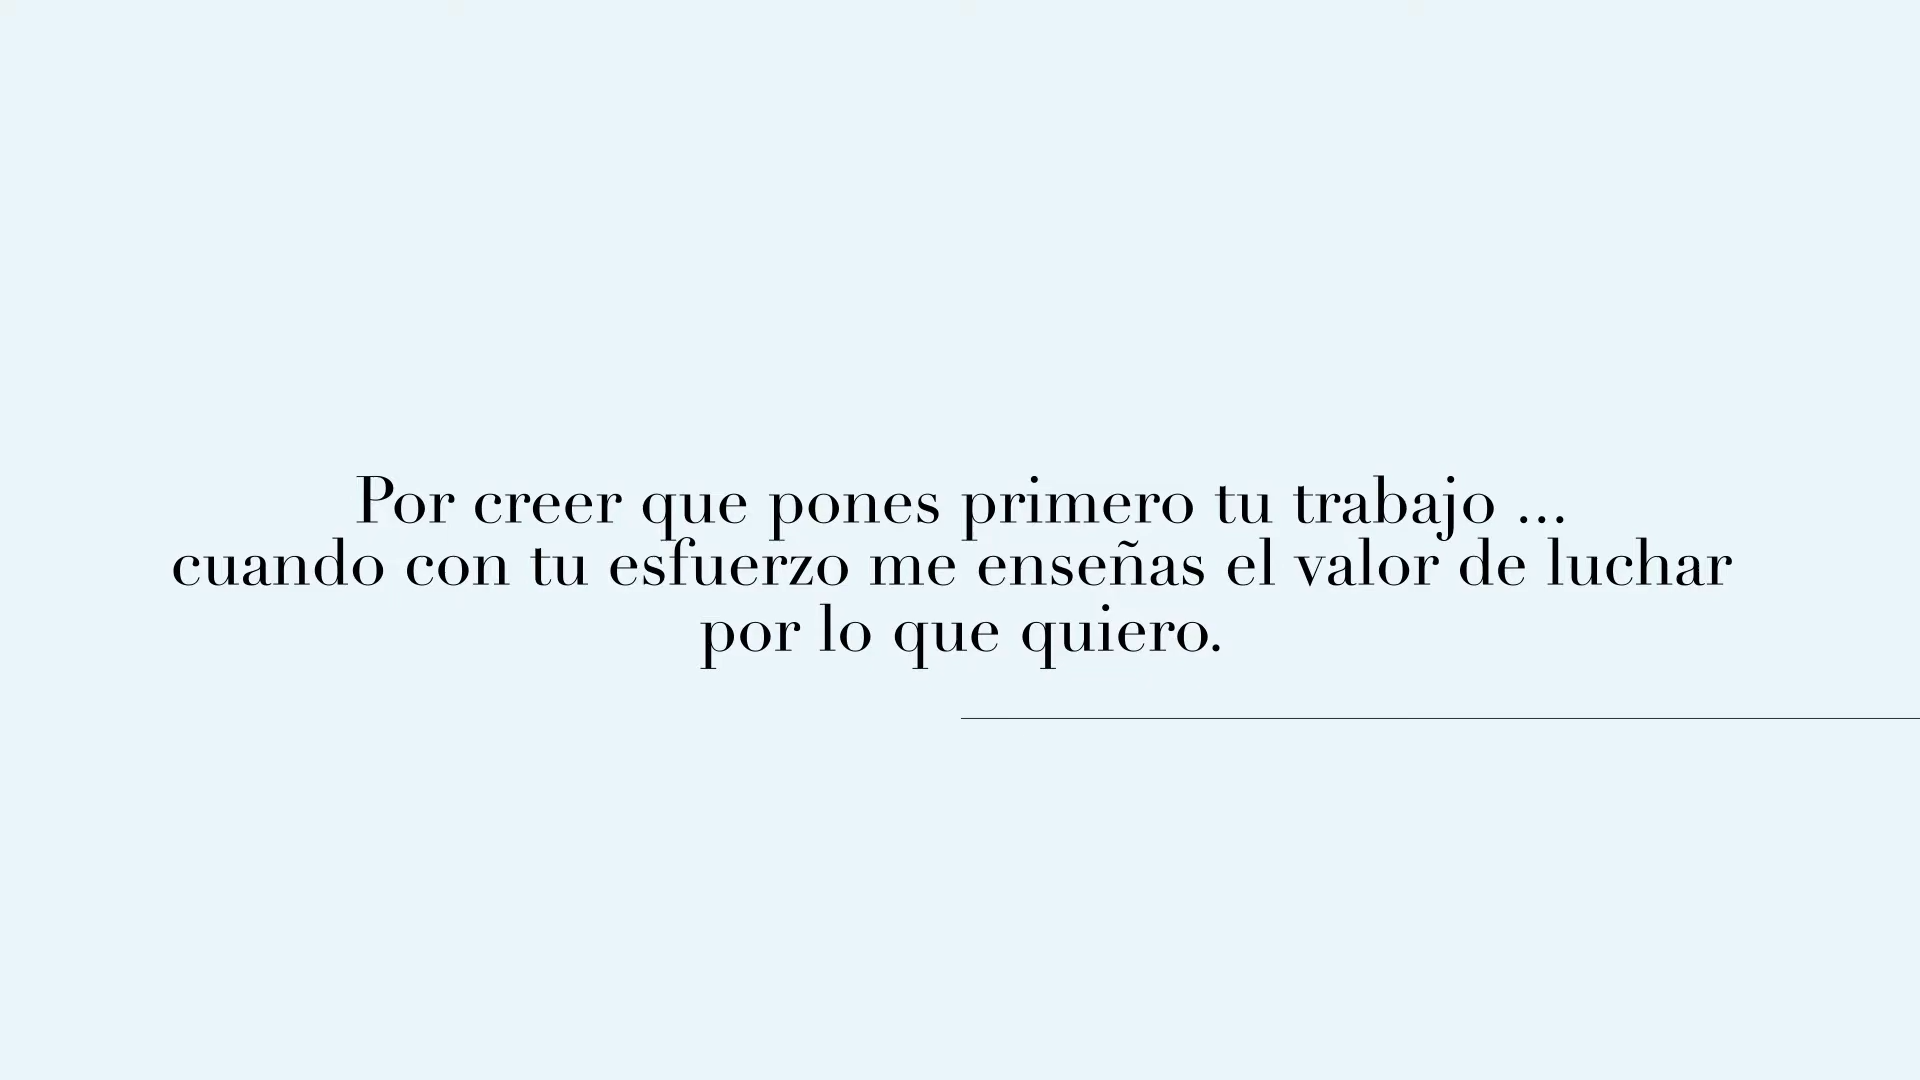 Por creer que pones primero tu trabajo ...
cuando con tu esfuerzo me enseñas el valor de luchar
por lo que quiero.